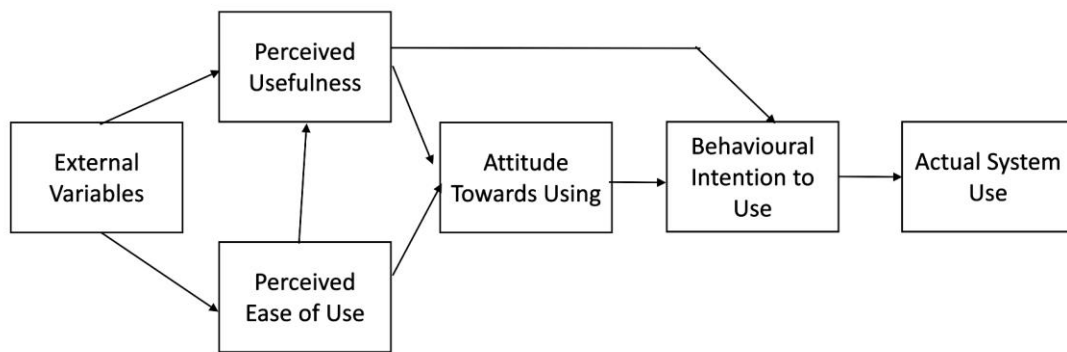 Perceived
Usefulness
External
Variables
Perceived
Ease of Use
Attitude
Towards Using
Behavioural
Intention to
Use
Actual System
Use